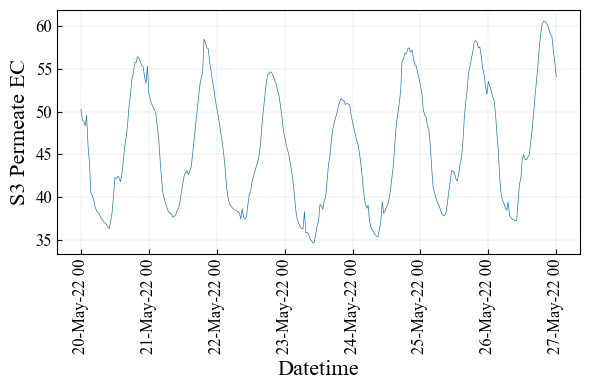 60
55
50
45
40
35
S3 Permeate EC
20-May-22 00
21-May-22 00
22-May-22 00
23-May-22 00
24-May-22 00
25-May-22 00
26-May-22 00
27-May-22 00
Datetime